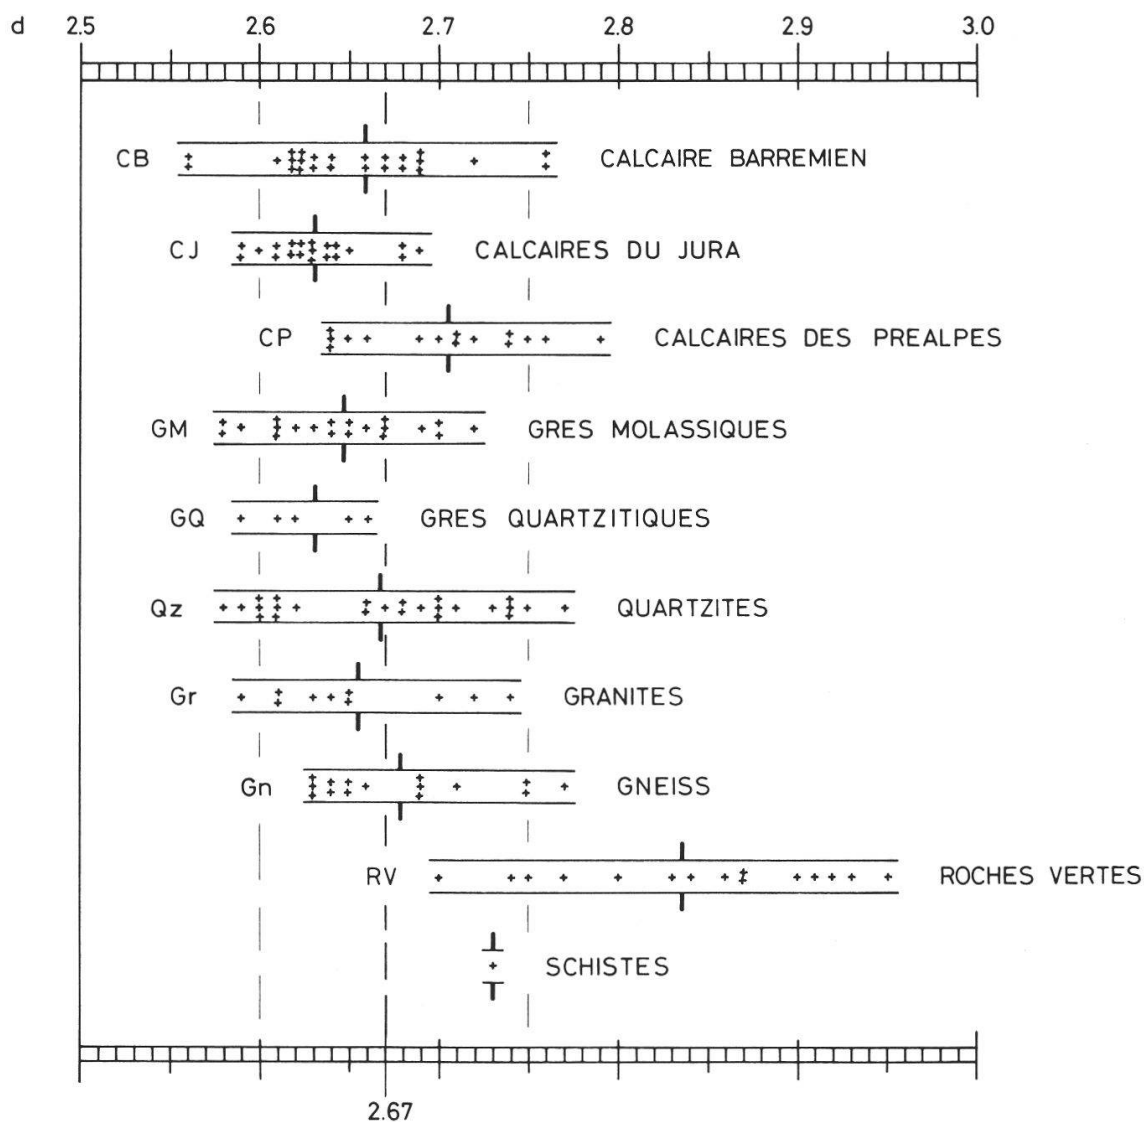 d 2.5 2.6 2.7 2.8 2.9 3.0
CB CALCAIRE BARREMIEN
CJ CALCAIRES DU JURA
CP CALCAIRES DES PREALPES
GM GRES MOLASSIQUES
GQ GRES QUARTZITIQUES
Qz QUARTZITES
Gr GRANITES
Gn GNEISS
RV ROCHES VERTES
SCHISTES
2.67